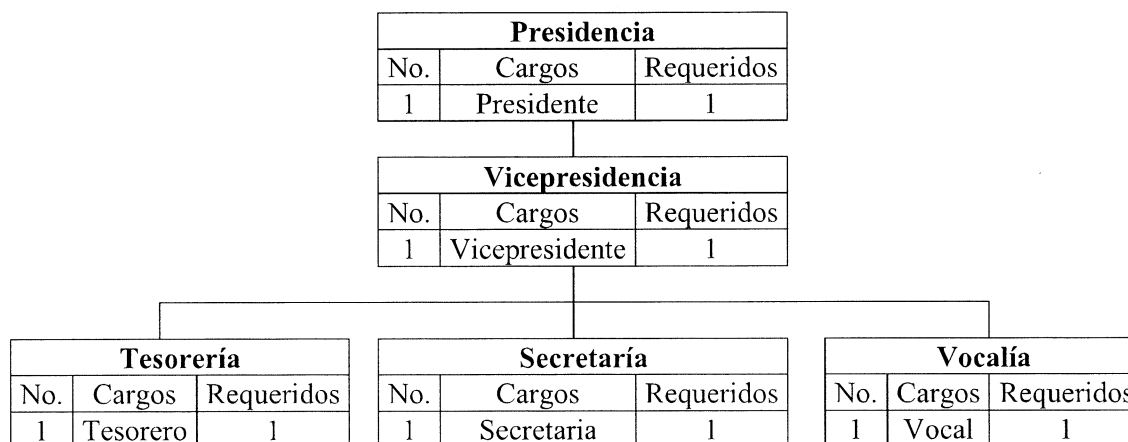 Presidencia
No. Cargos Requeridos
1 Presidente 1
Vicepresidencia
No. Cargos Requeridos
1 Vicepresidente 1
Tesorería
No. Cargos Requeridos
1 Tesorero 1
Secretaría
No. Cargos Requeridos
1 Secretaria 1
Vocalía
No. Cargos Requeridos
1 Vocal 1